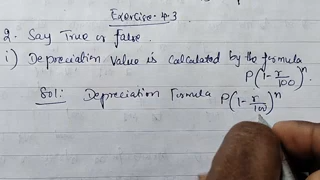 Exercise - 4.3
2. Say True or false.
i) Depreciation Value is calculated by the formula
P(1-r/100)^n.
Sol: Depreciation Formula P(1-r/100)^n